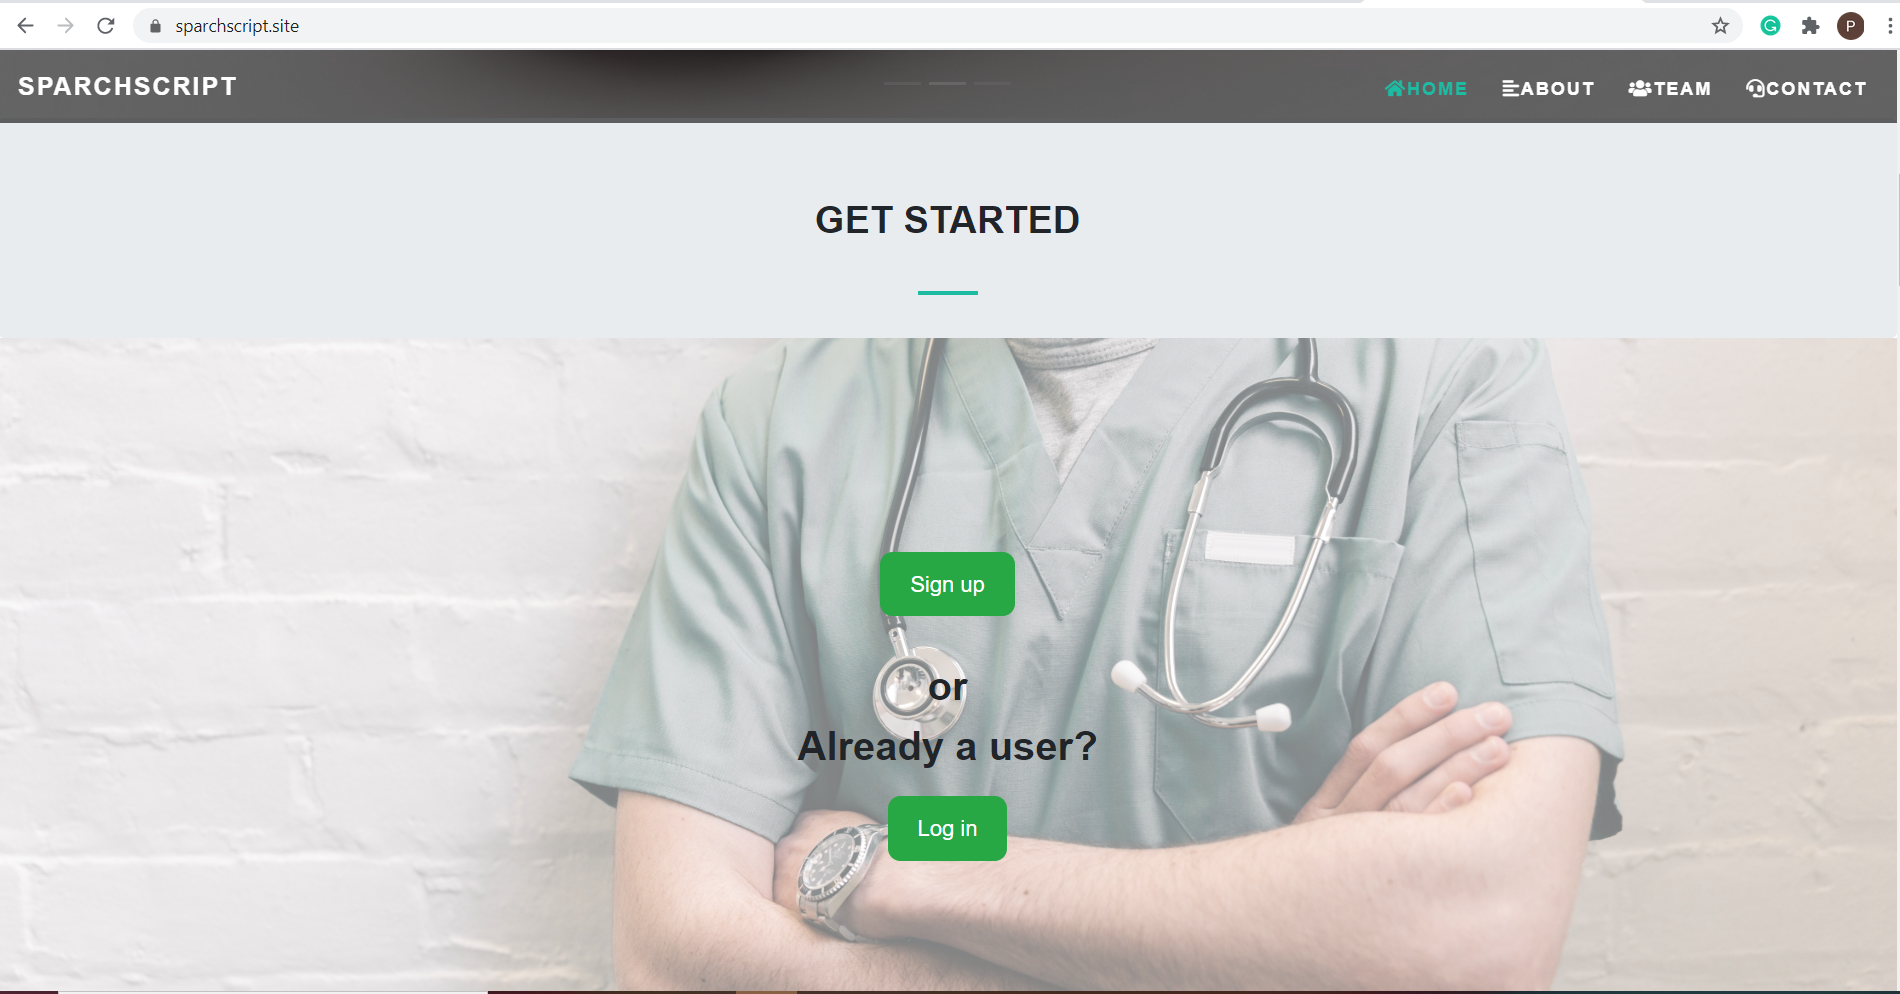 sparchscript.site
P
SPARCHSCRIPT
HOME
ABOUT
TEAM
CONTACT
GET STARTED
Sign up
or
Already a user?
Log in